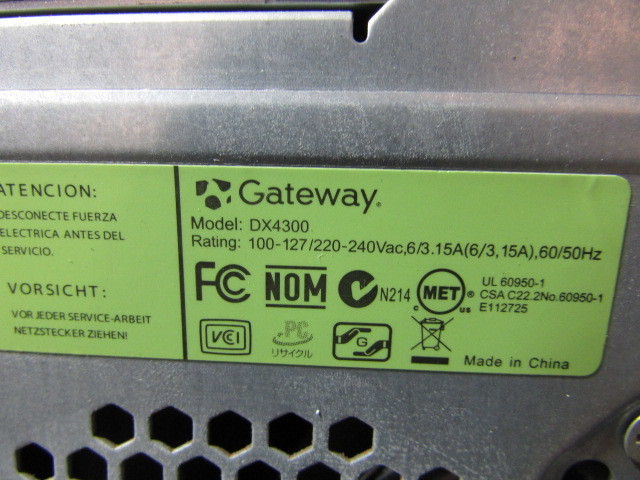 ATENCION:
DESCONECTE FUERZA
ELECTRICA ANTES DEL
SERVICIO.
VORSICHT:
VOR JEDER SERVICE-ARBEIT
NETZSTECKER ZIEHEN!
Gateway.
Model: DX4300
Rating: 100-127/220-240Vac,6/3.15A(6/3,15A),60/50Hz
FC NOM N214 C MET ® US
UL 60950-1
CSA C22.2No.60950-1
E112725
VCI PC G
リサイクル
Made in China